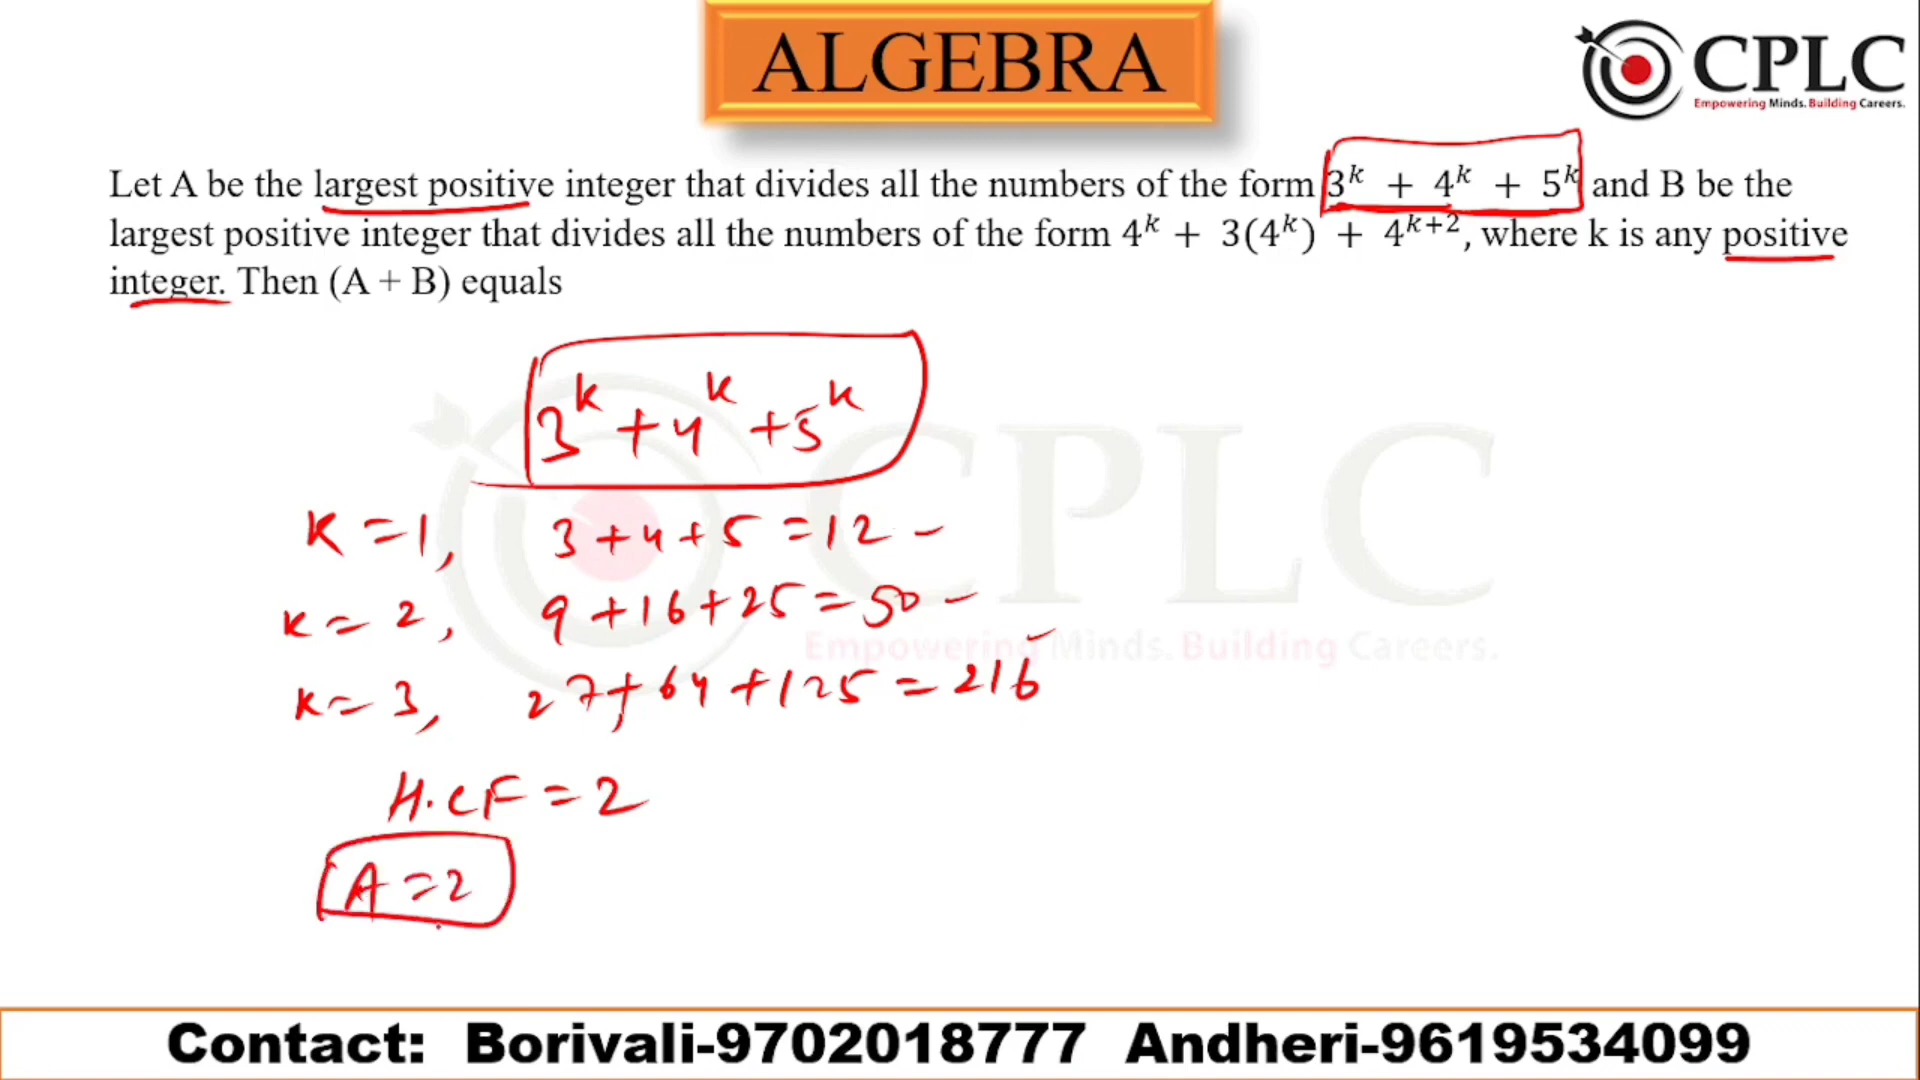 ALGEBRA
CPLC
Empowering Minds. Building Careers.
Let A be the largest positive integer that divides all the numbers of the form 3^k + 4^k + 5^k and B be the
largest positive integer that divides all the numbers of the form 4^k + 3(4^k) + 4^{k+2}, where k is any positive
integer. Then (A + B) equals
3^k + 4^k + 5^k
K = 1, 3 + 4 + 5 = 12 -
K = 2, 9 + 16 + 25 = 50 -
K = 3, 27 + 64 + 125 = 216
H.CF = 2
A = 2
CPLC
Empowering Minds. Building Careers.
Contact: Borivali-9702018777 Andheri-9619534099